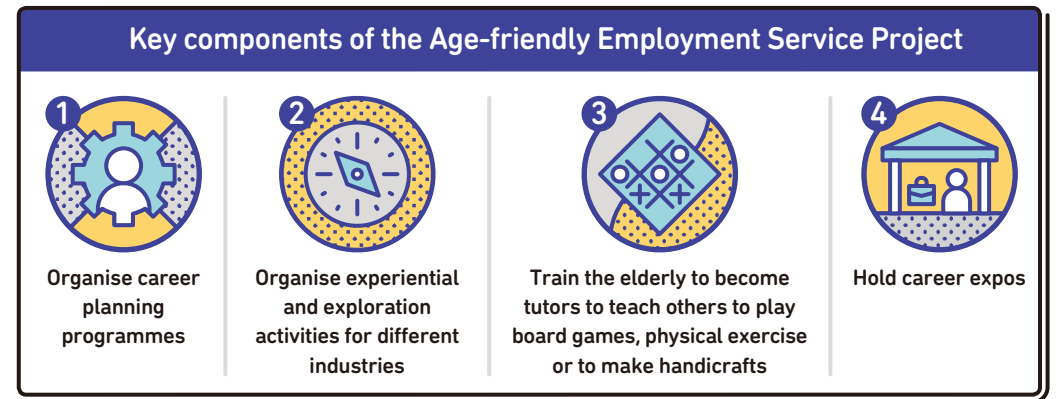 Key components of the Age-friendly Employment Service Project
1
Organise career
planning
programmes
2
Organise experiential
and exploration
activities for different
industries
3
Train the elderly to become
tutors to teach others to play
board games, physical exercise
or to make handicrafts
4
Hold career expos